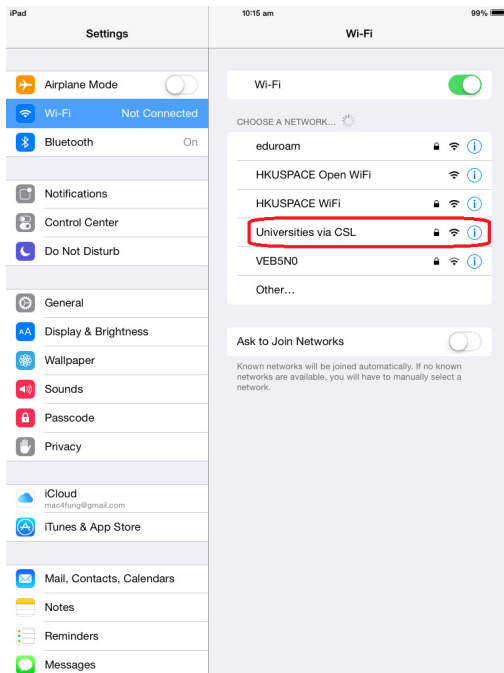 iPad
10:15 am
99%
Settings
Wi-Fi
Airplane Mode
Wi-Fi Not Connected
Bluetooth On
Notifications
Control Center
Do Not Disturb
General
AA Display & Brightness
Wallpaper
Sounds
Passcode
Privacy
iCloud
mac4fung@gmail.com
iTunes & App Store
Mail, Contacts, Calendars
Notes
Reminders
Messages
Wi-Fi
CHOOSE A NETWORK...
eduroam
HKUSPACE Open WiFi
HKUSPACE WiFi
Universities via CSL
VEB5N0
Other...
Ask to Join Networks
Known networks will be joined automatically. If no known
networks are available, you will have to manually select a
network.